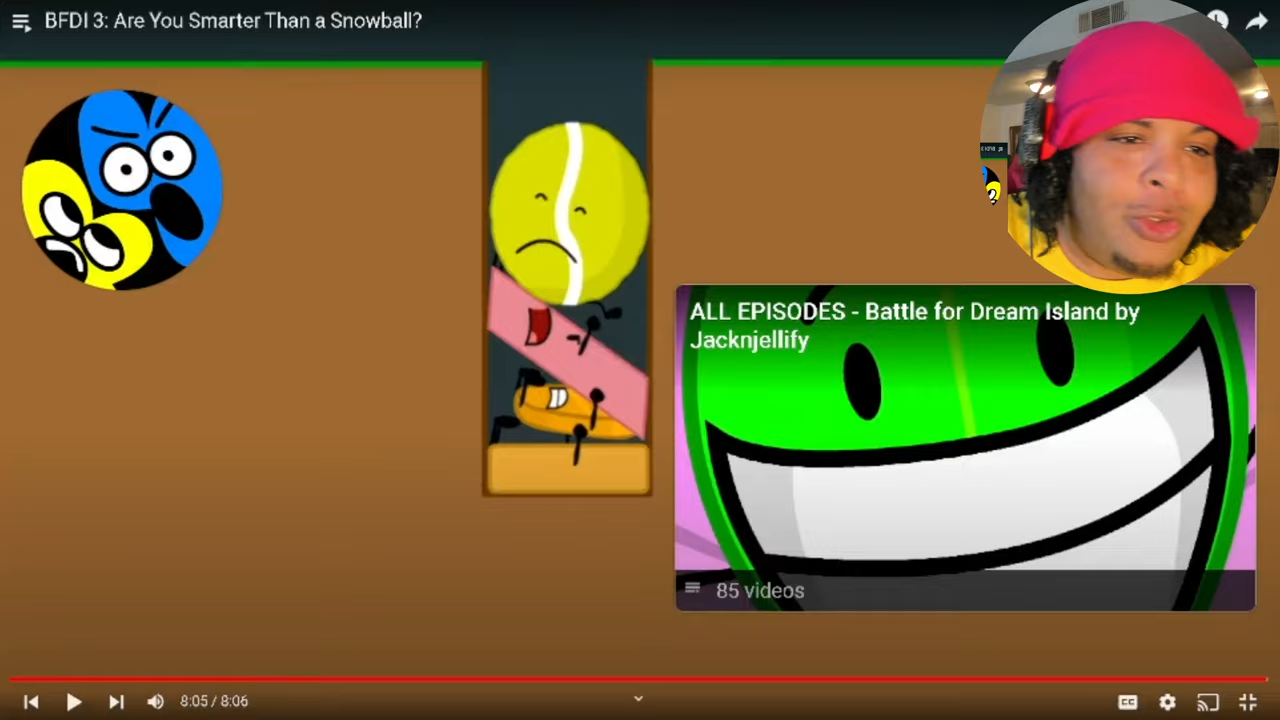 BFDI 3: Are You Smarter Than a Snowball?
ALL EPISODES - Battle for Dream Island by
Jacknjellify
85 videos
8:05 / 8:06
CC